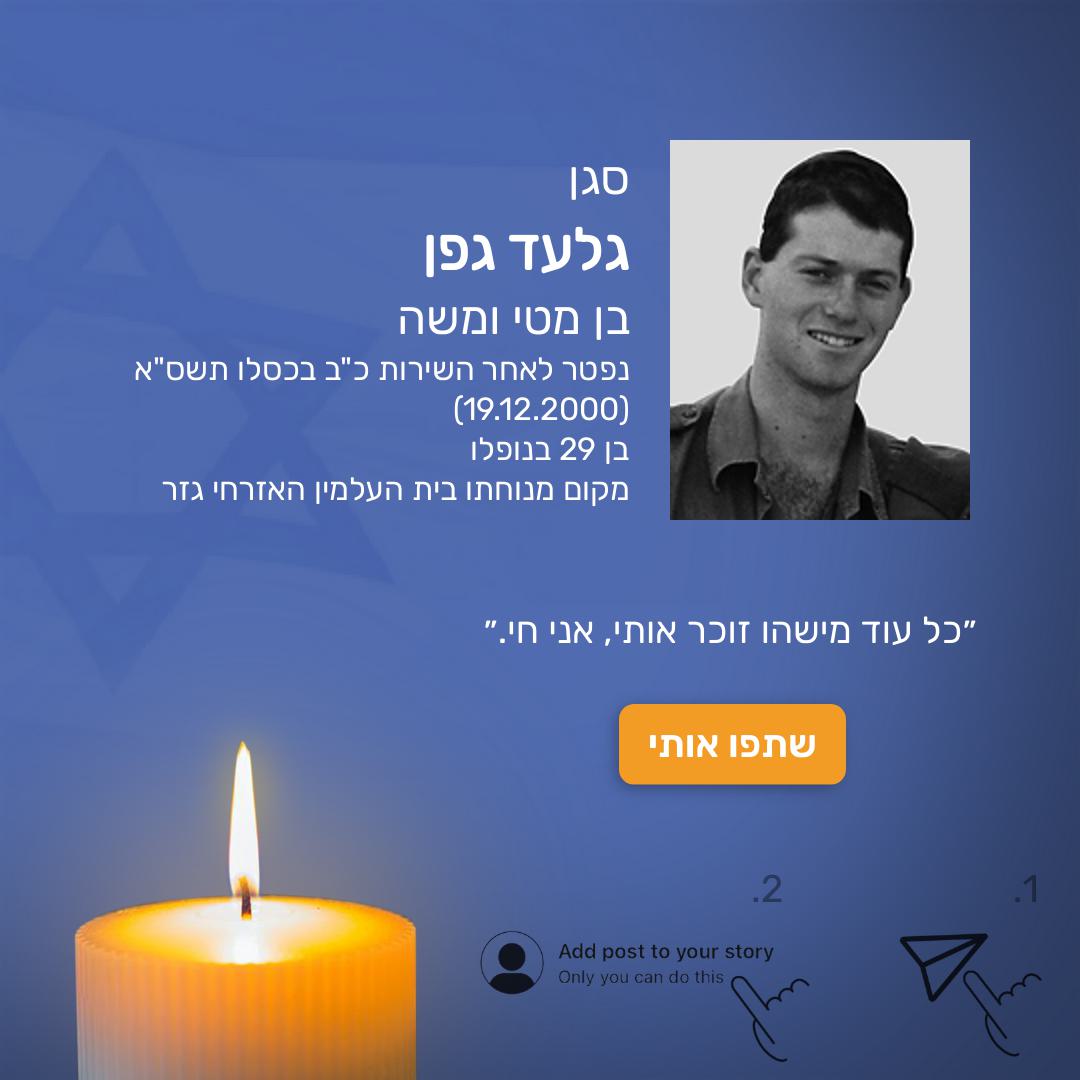 סגן
גלעד גפן
בן מטי ומשה
נפטר לאחר השירות כ"ב בכסלו תשס"א
(19.12.2000)
בן 29 בנופלו
מקום מנוחתו בית העלמין האזרחי גזר
״כל עוד מישהו זוכר אותי, אני חי.״
שתפו אותי
1.
2.
Add post to your story
Only you can do this